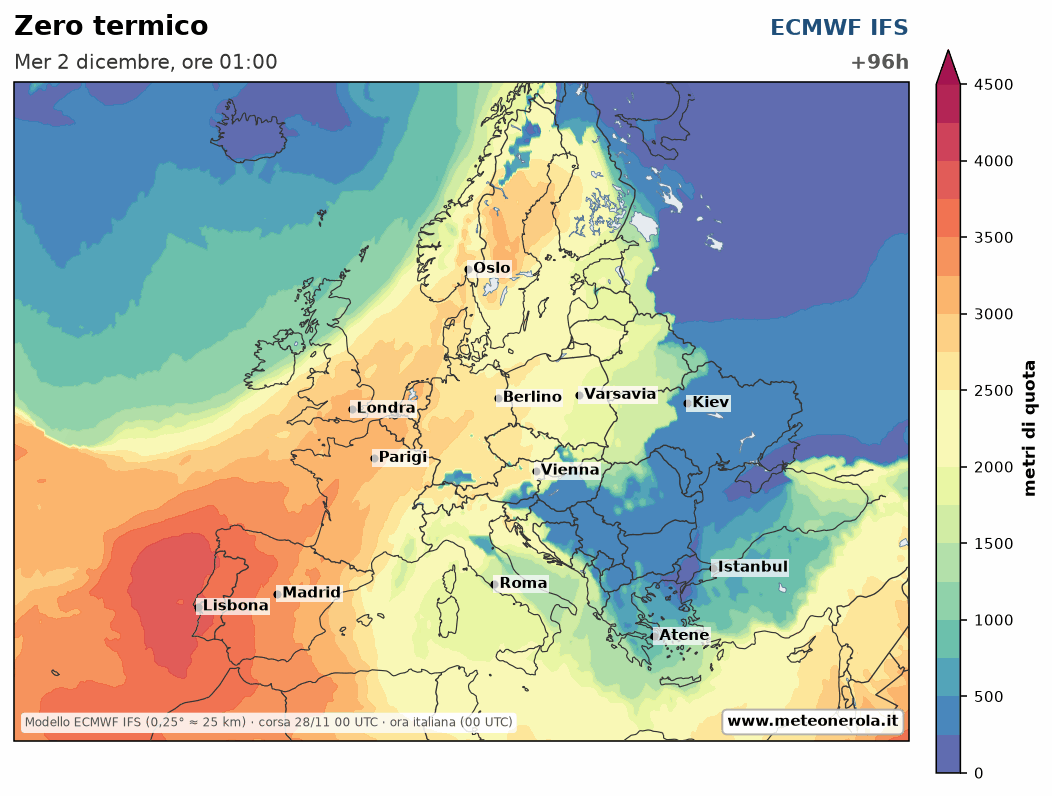 Zero termico
ECMWF IFS
Mer 2 dicembre, ore 01:00
+96h
4500
4000
3500
3000
2500
2000
1500
1000
500
0
metri di quota
Oslo
Berlino
Varsavia
Kiev
Londra
Parigi
Vienna
Istanbul
Roma
Madrid
Lisbona
Atene
Modello ECMWF IFS (0,25° ≈ 25 km) · corsa 28/11 00 UTC · ora italiana (00 UTC)
www.meteonerola.it